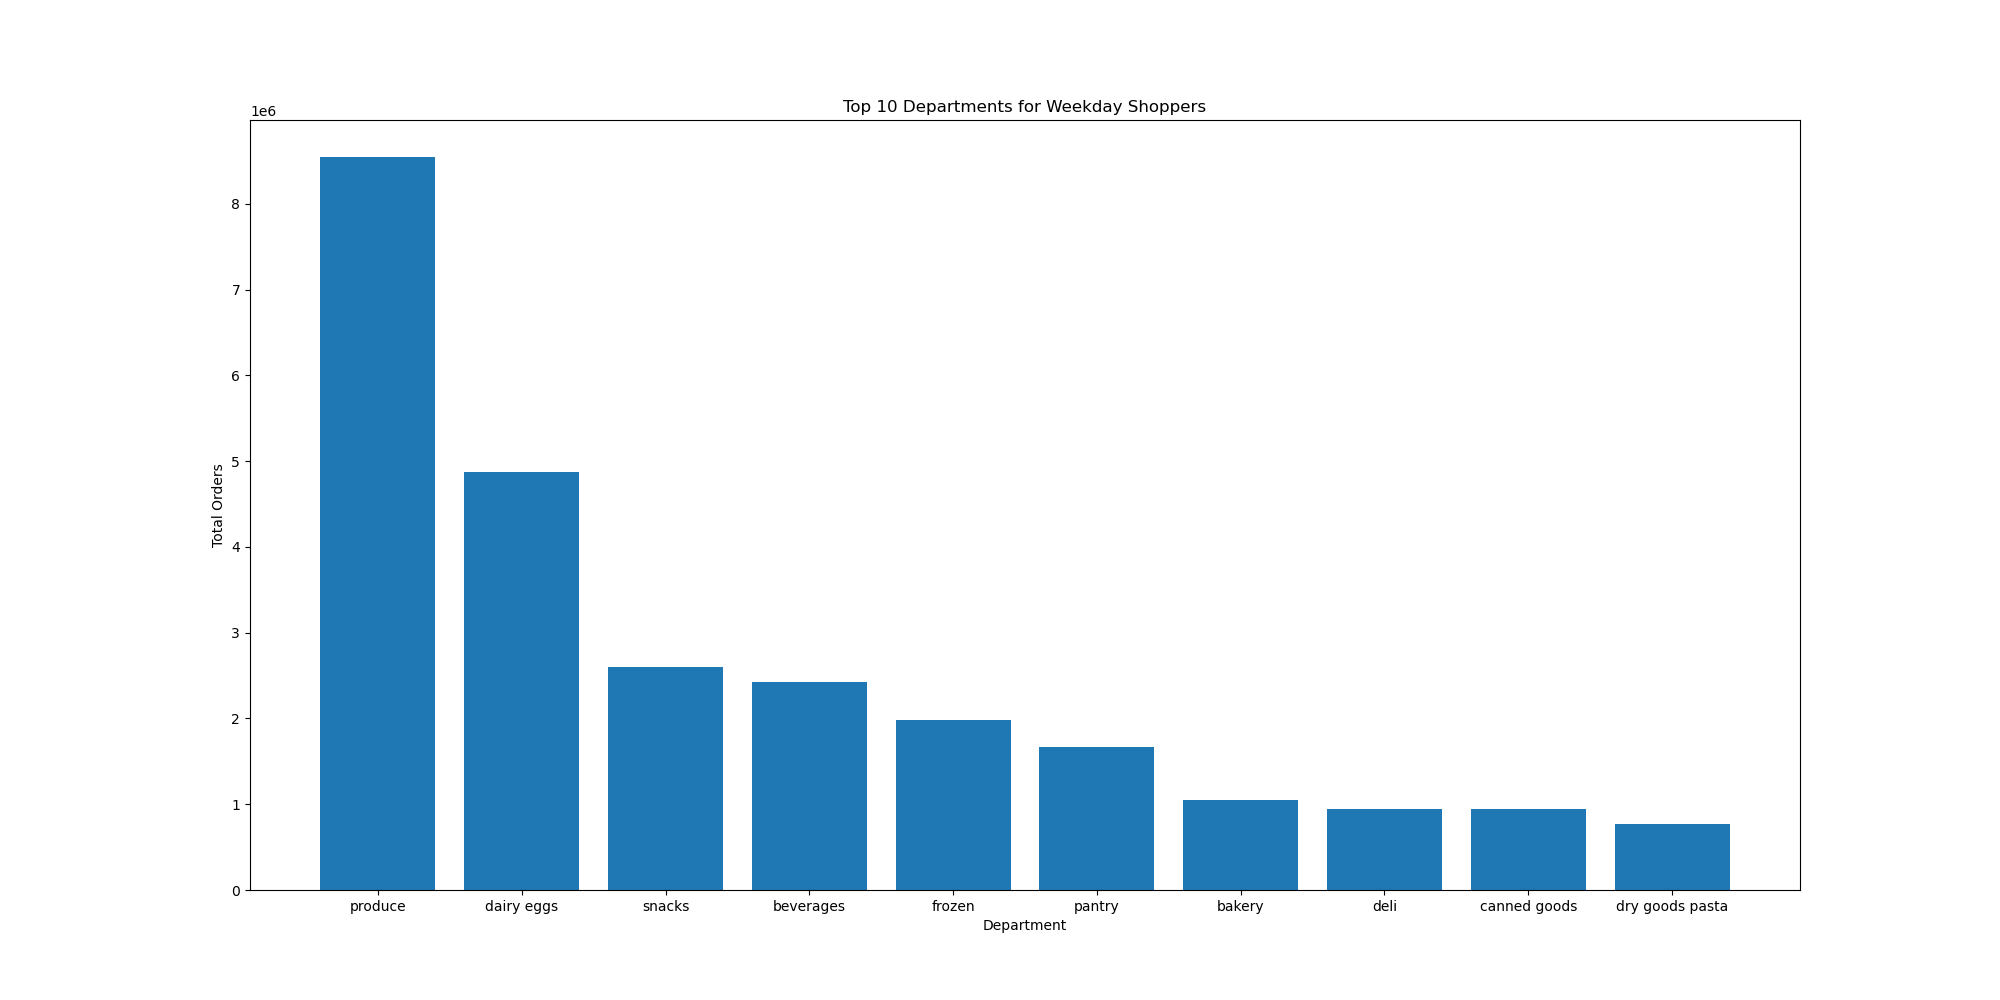 Top 10 Departments for Weekday Shoppers
1e6
8
7
6
5
4
3
2
1
0
Total Orders
produce dairy eggs snacks beverages frozen pantry bakery deli canned goods dry goods pasta
Department